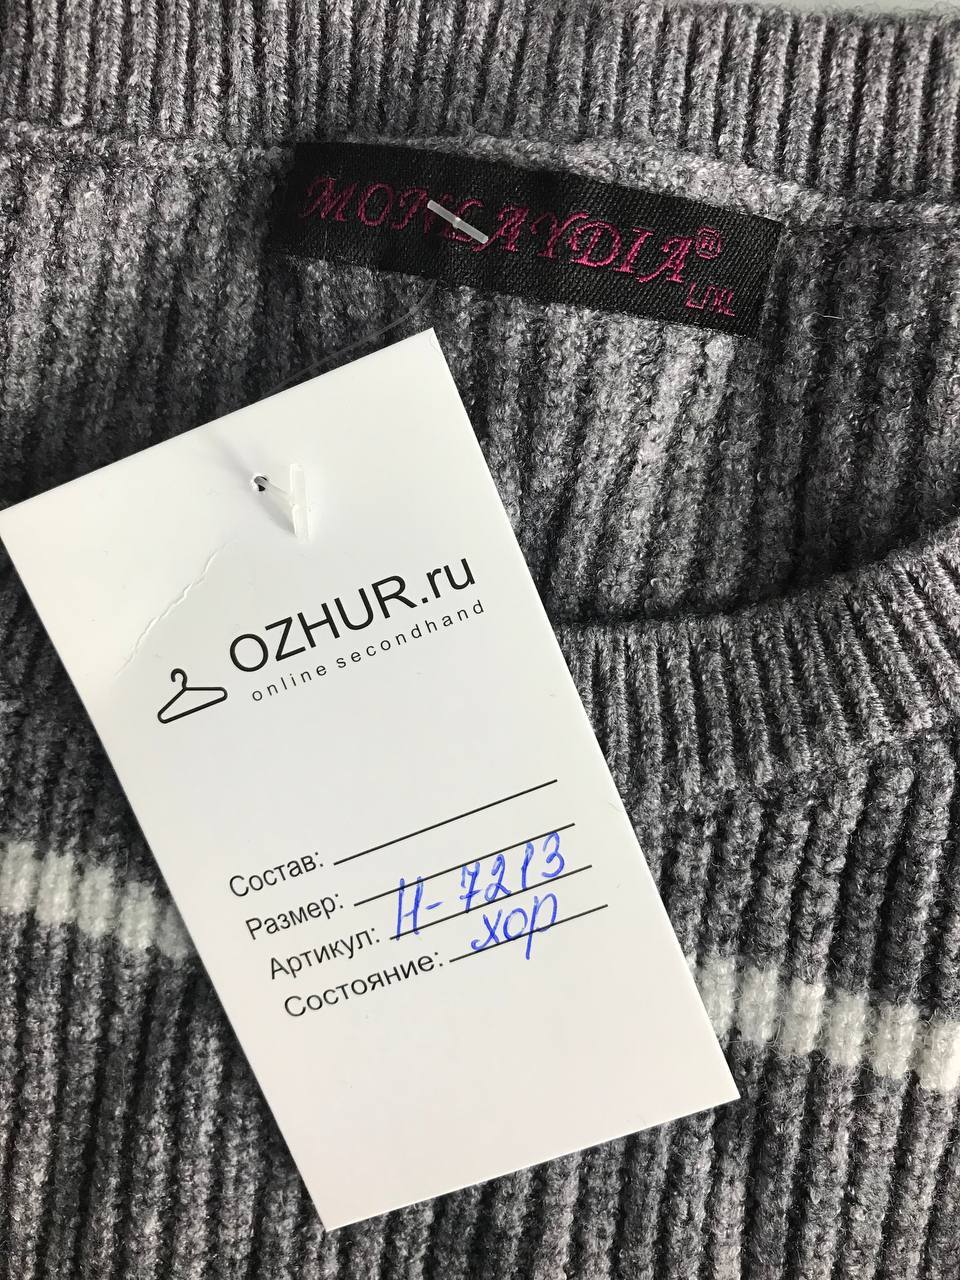 MONLAYDIA®
L/XL
OZHUR.ru
online secondhand
Состав:
Размер:
Артикул: Н-7213
Состояние: хор